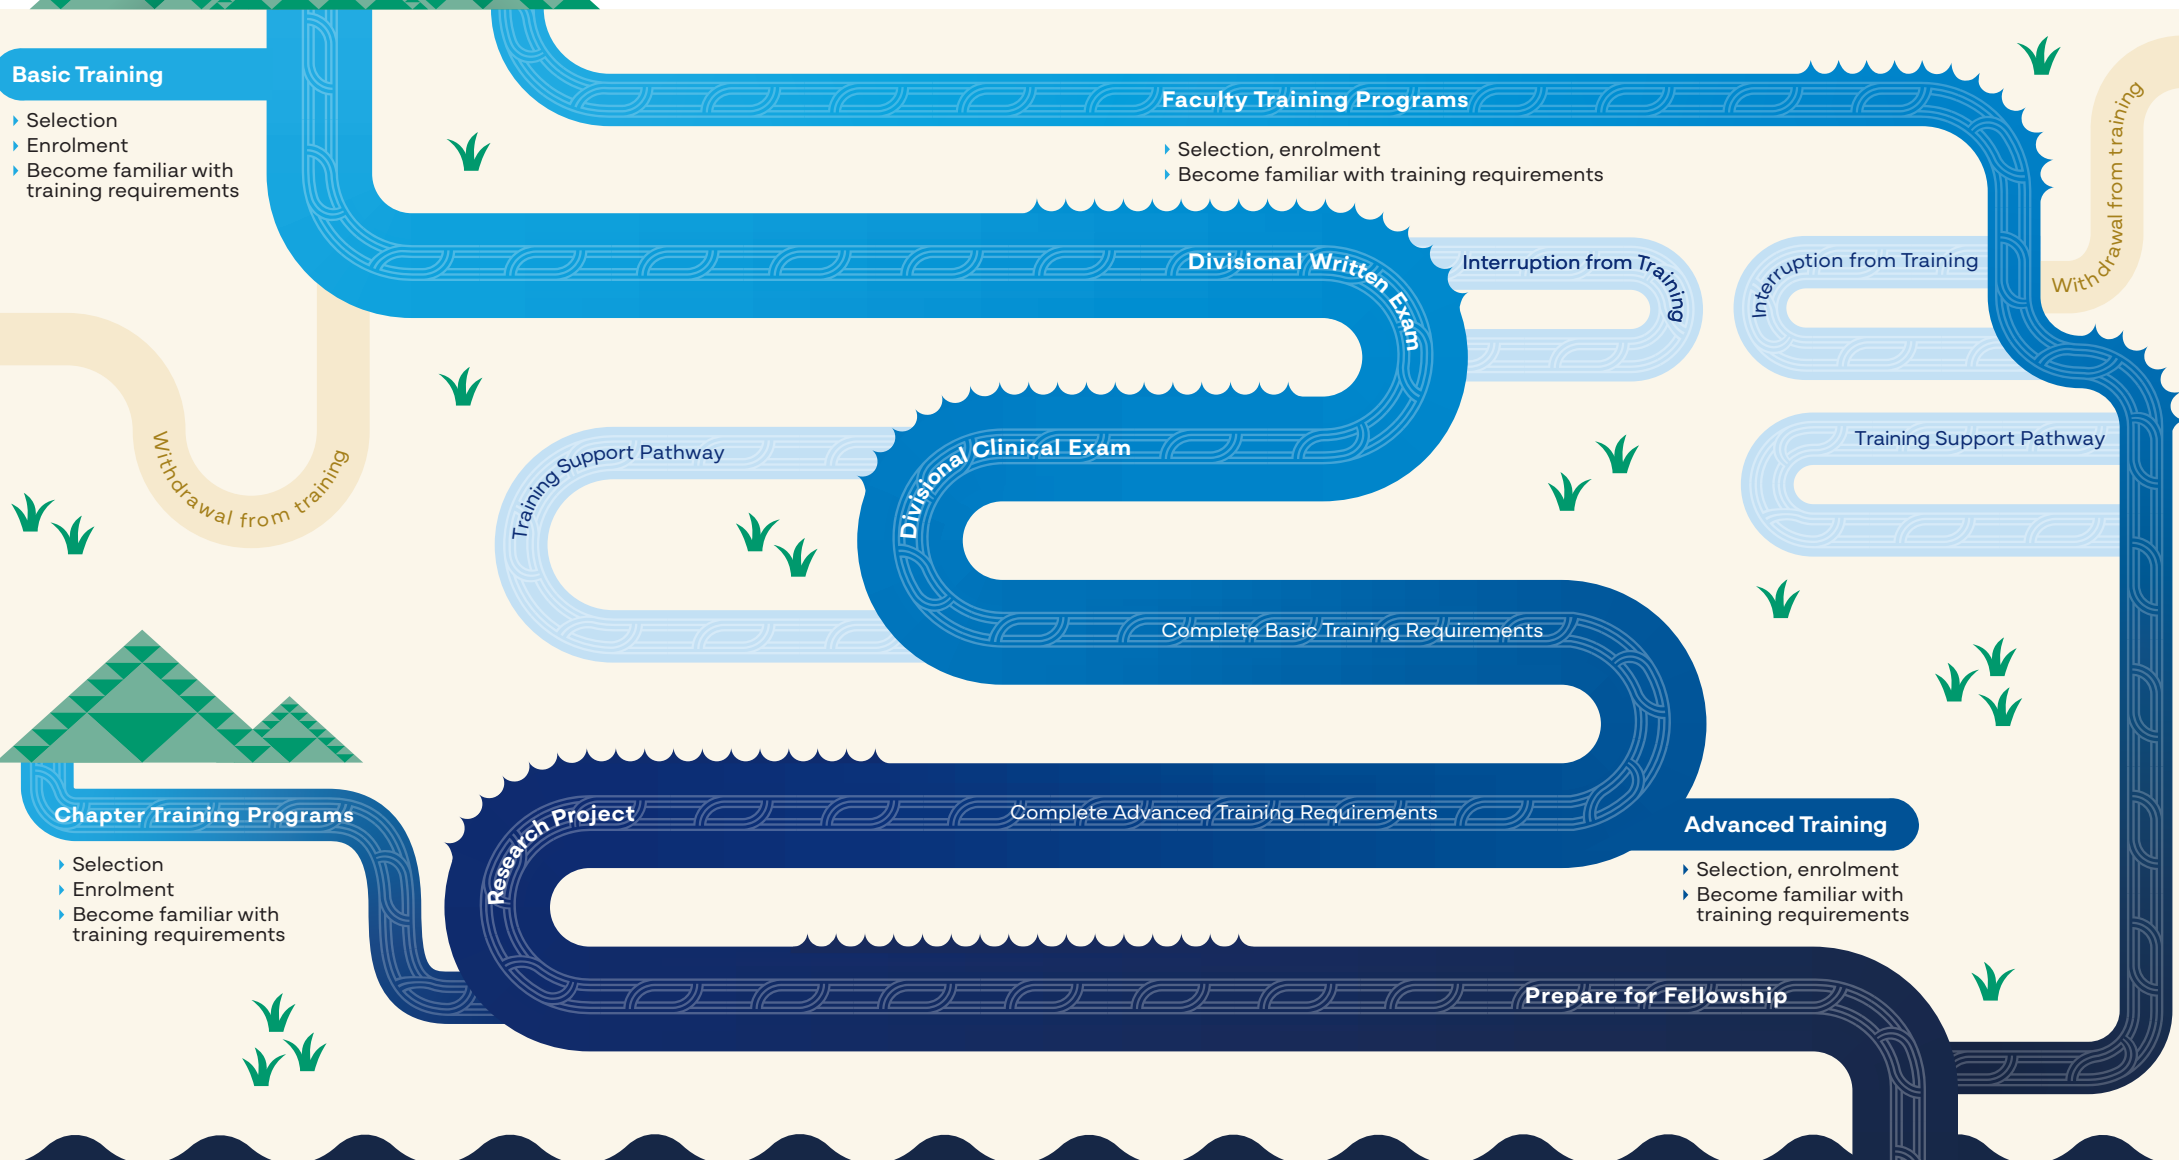 Basic Training
Selection
Enrolment
Become familiar with
training requirements
Faculty Training Programs
Selection, enrolment
Become familiar with training requirements
Withdrawal from training
Divisional Written Exam
Interruption from Training
Interruption from Training
Withdrawal from training
Training Support Pathway
Divisional Clinical Exam
Training Support Pathway
Complete Basic Training Requirements
Chapter Training Programs
Selection
Enrolment
Become familiar with
training requirements
Research Project
Complete Advanced Training Requirements
Advanced Training
Selection, enrolment
Become familiar with
training requirements
Prepare for Fellowship